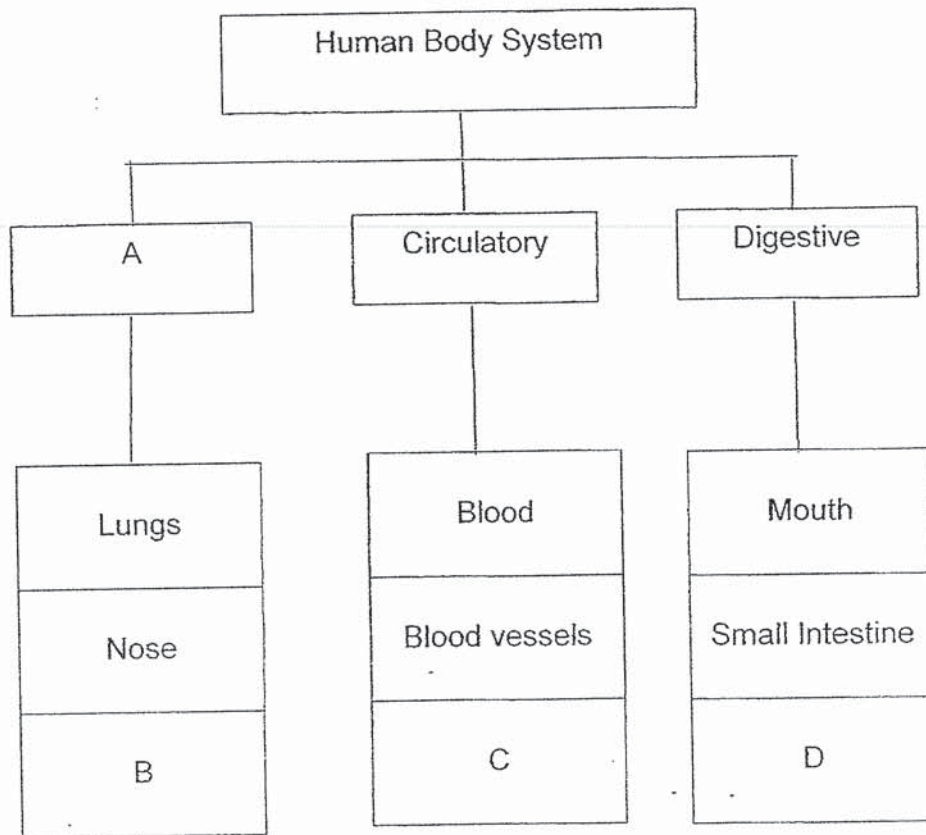 Human Body System
A
Circulatory
Digestive
Lungs
Blood
Mouth
Nose
Blood vessels
Small Intestine
B
C
D